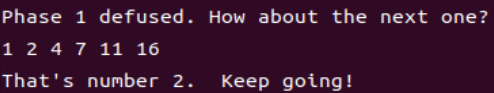 Phase 1 defused. How about the next one?
1 2 4 7 11 16
That's number 2.  Keep going!